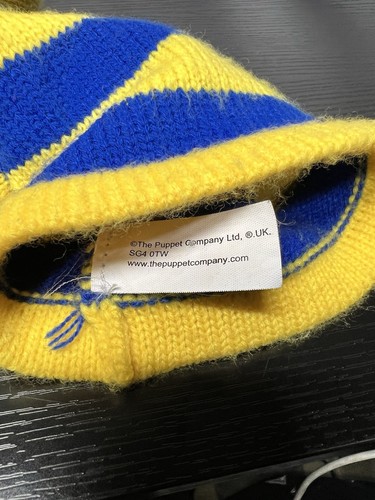 ©The Puppet Company Ltd, ®.UK.
SG4 0TW
www.thepuppetcompany.com